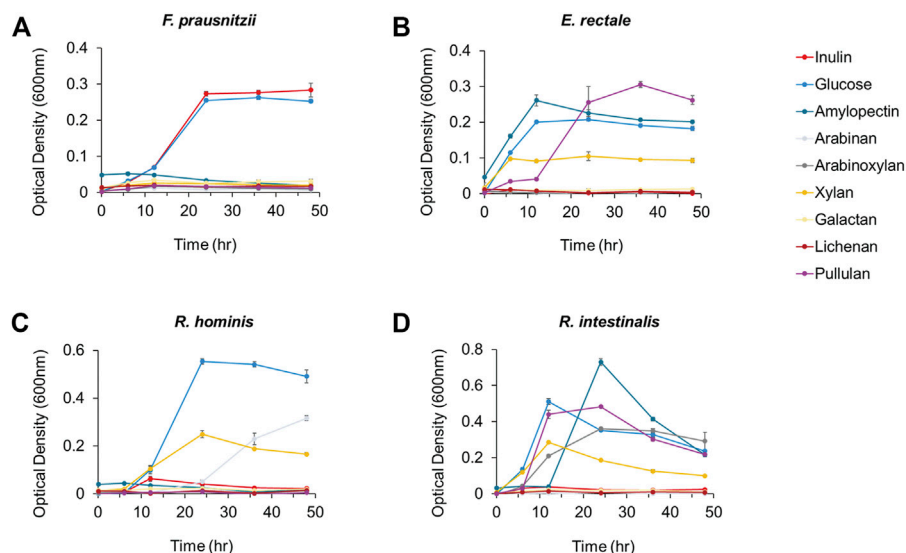 A
F. prausnitzii
Optical Density (600nm)
0.4
0.3
0.2
0.1
0
0 10 20 30 40 50
Time (hr)
B
E. rectale
Optical Density (600nm)
0.4
0.3
0.2
0.1
0
0 10 20 30 40 50
Time (hr)
Inulin
Glucose
Amylopectin
Arabinan
Arabinoxylan
Xylan
Galactan
Lichenan
Pullulan
C
R. hominis
Optical Density (600nm)
0.6
0.4
0.2
0
0 10 20 30 40 50
Time (hr)
D
R. intestinalis
Optical Density (600nm)
0.8
0.6
0.4
0.2
0
0 10 20 30 40 50
Time (hr)